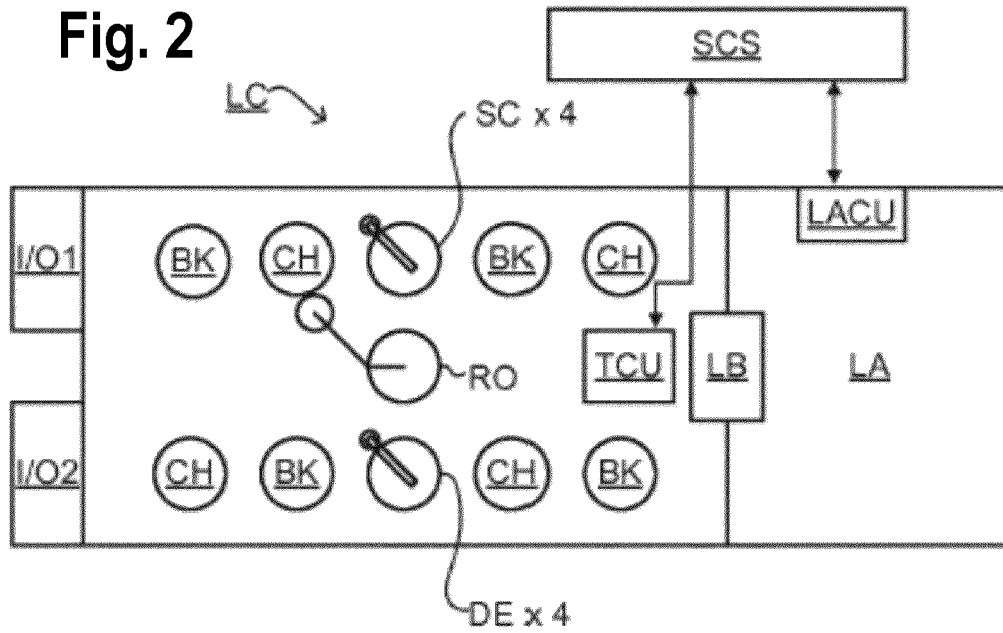 Fig. 2
SCS
LC
SC x 4
LACU
I/O1
BK
CH
BK
CH
RO
TCU
LB
LA
I/O2
CH
BK
CH
BK
DE x 4